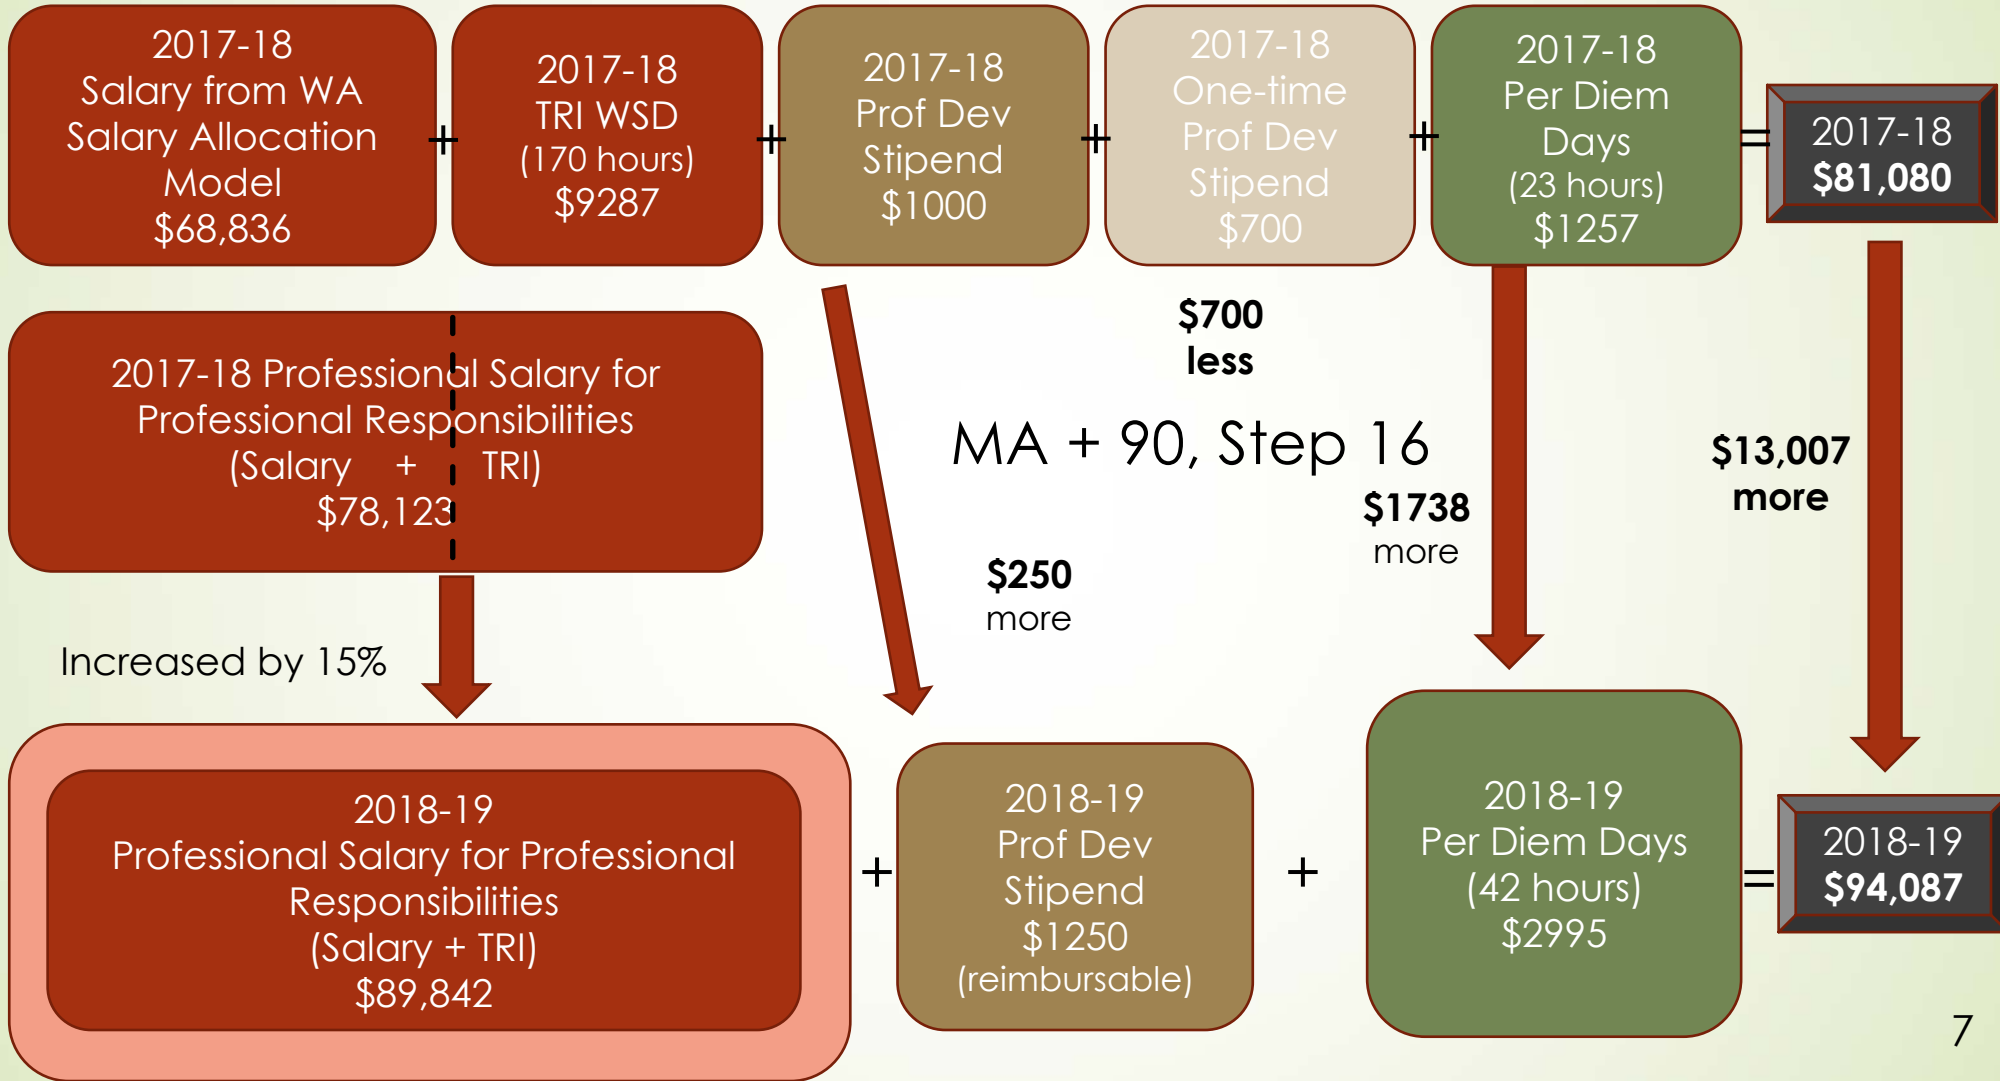 2017-18
Salary from WA
Salary Allocation
Model
$68,836
+
2017-18
TRI WSD
(170 hours)
$9287
+
2017-18
Prof Dev
Stipend
$1000
+
2017-18
One-time
Prof Dev
Stipend
$700
+
2017-18
Per Diem
Days
(23 hours)
$1257
=
2017-18
$81,080
2017-18 Professional Salary for
Professional Responsibilities
(Salary + TRI)
$78,123
$700
less
MA + 90, Step 16
$1738
more
$13,007
more
$250
more
Increased by 15%
2018-19
Professional Salary for Professional
Responsibilities
(Salary + TRI)
$89,842
+
2018-19
Prof Dev
Stipend
$1250
(reimbursable)
+
2018-19
Per Diem Days
(42 hours)
$2995
=
2018-19
$94,087
7